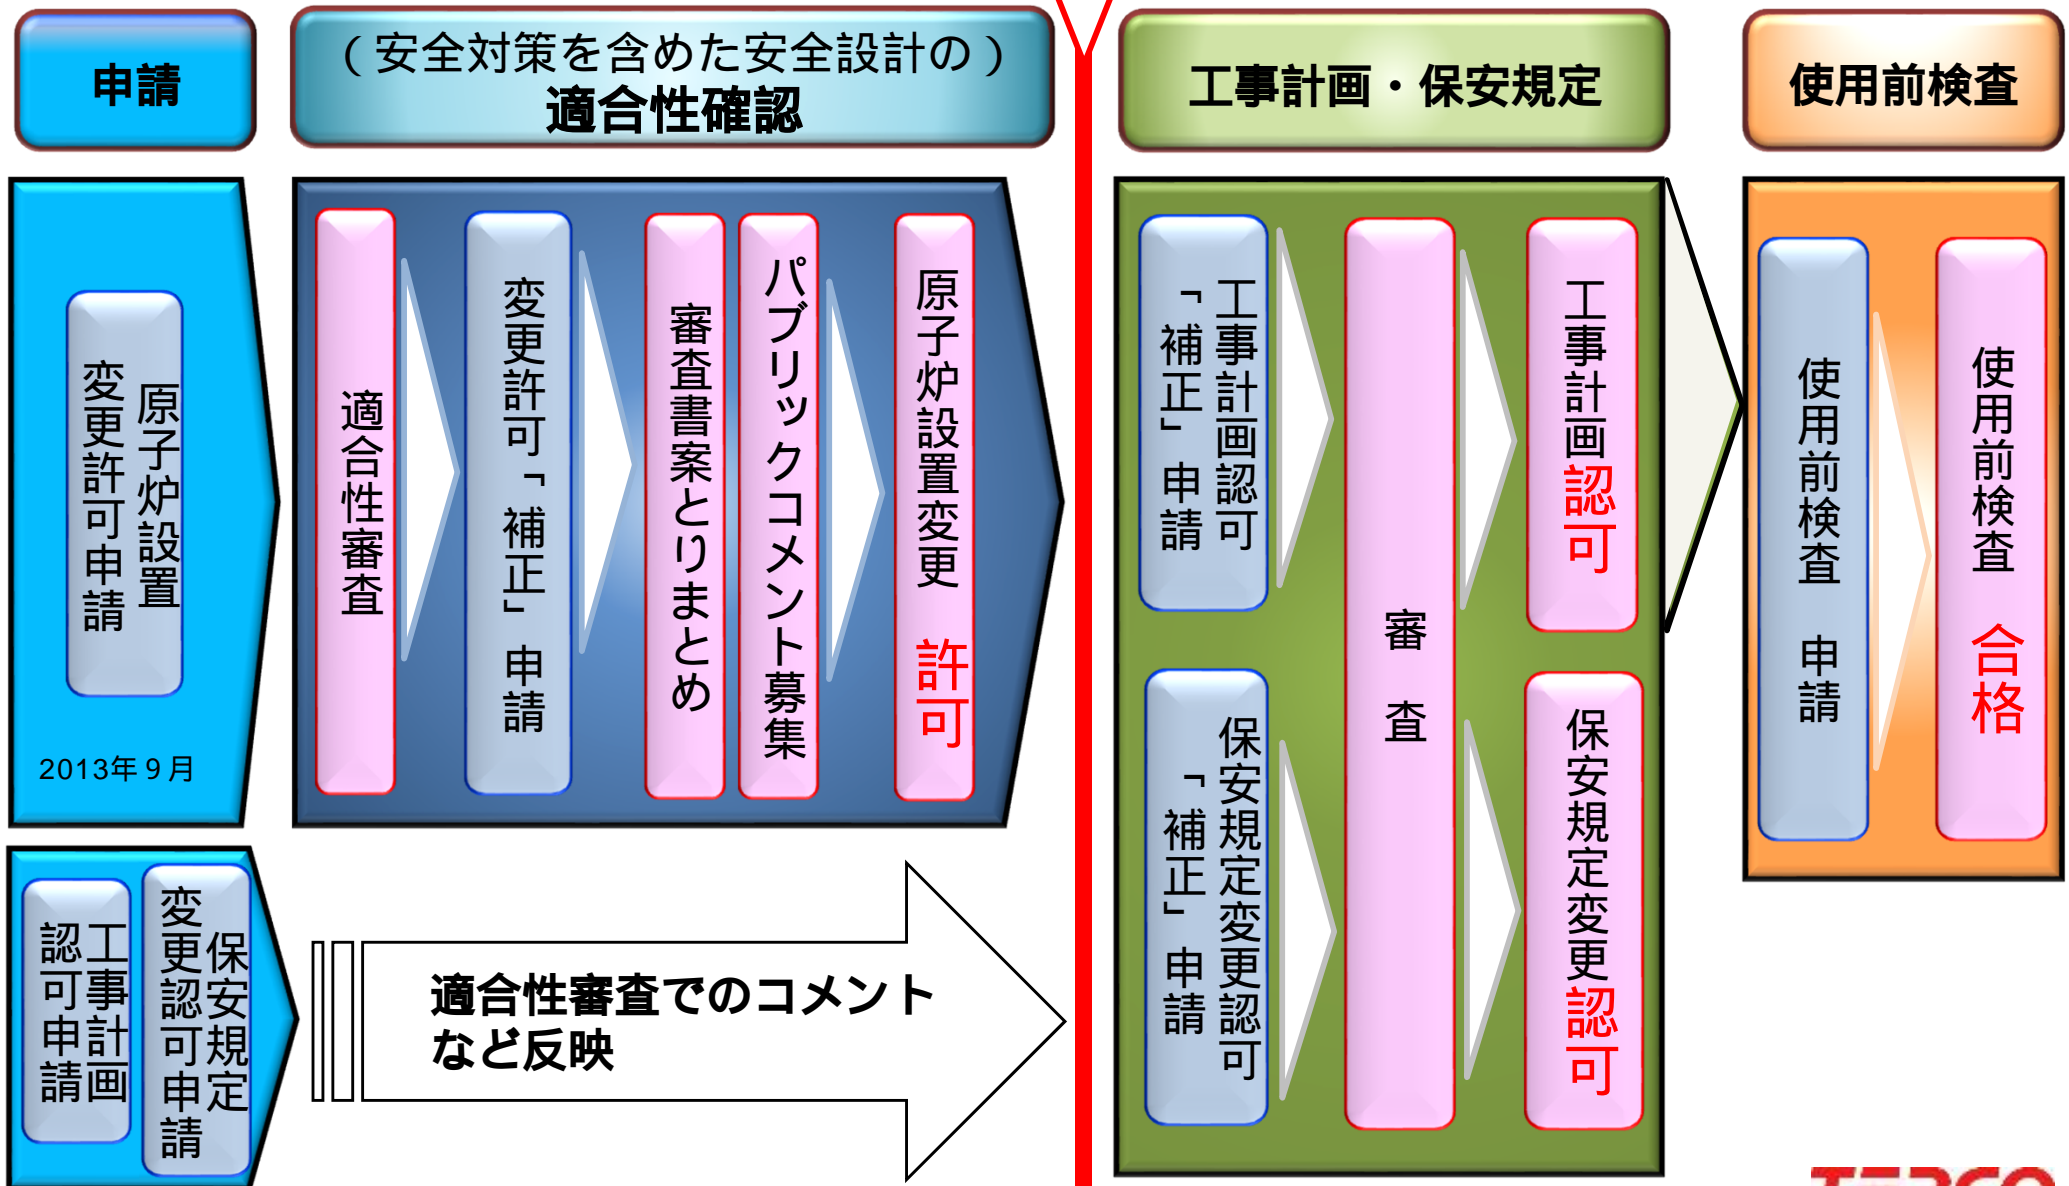 申請
（安全対策を含めた安全設計の）
適合性確認
工事計画・保安規定
使用前検査
原子炉設置
変更許可申請
2013年９月
適合性審査
変更許可「補正」申請
審査書案とりまとめ
パブリックコメント募集
原子炉設置変更　許可
工事計画認可
「補正」申請
保安規定変更認可
「補正」申請
審　査
工事計画認可
保安規定変更認可
使用前検査　申請
使用前検査　合格
工事計画
認可申請
保安規定
変更認可申請
適合性審査でのコメント
など反映
TEPCO